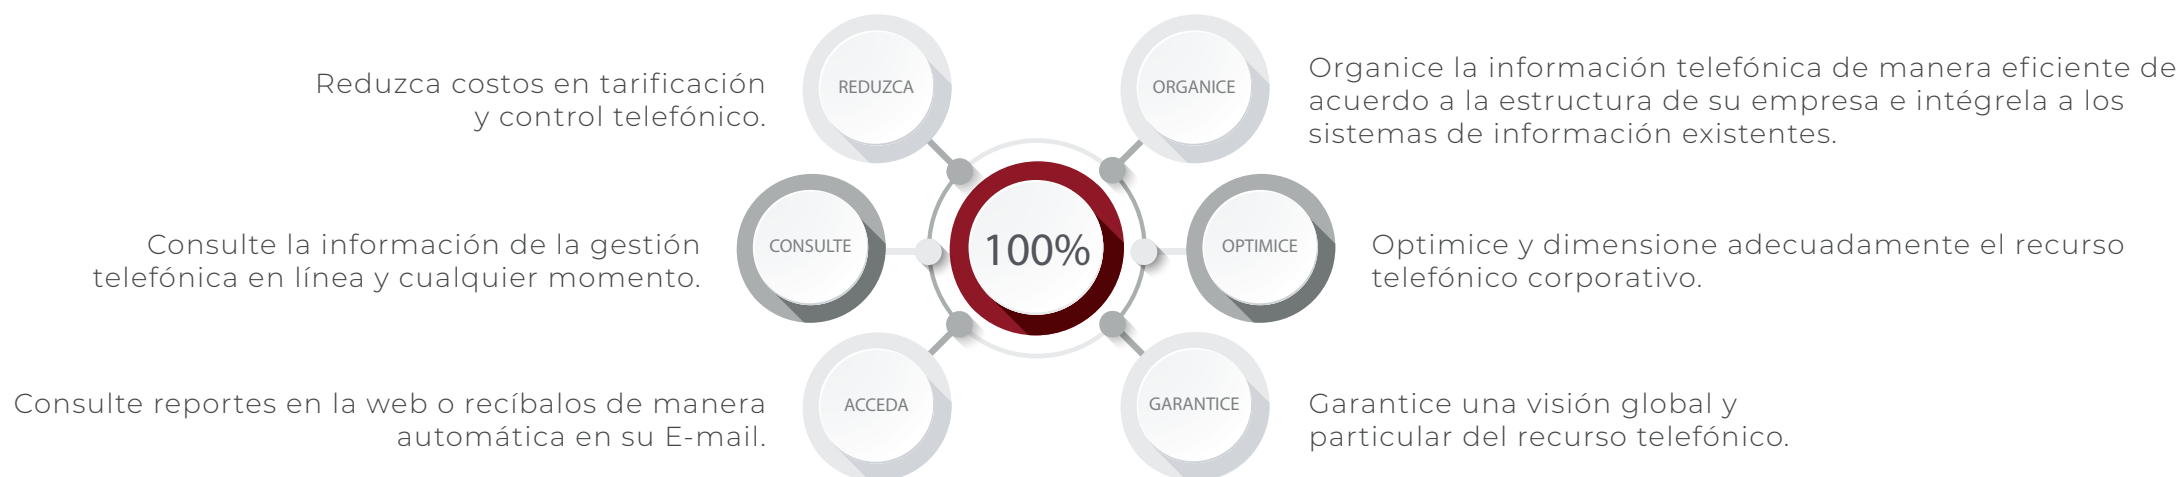 REDUZCA
Reduzca costos en tarificación
y control telefónico.
ORGANICE
Organice la información telefónica de manera eficiente de
acuerdo a la estructura de su empresa e intégrela a los
sistemas de información existentes.
CONSULTE
Consulte la información de la gestión
telefónica en línea y cualquier momento.
100%
OPTIMICE
Optimice y dimensione adecuadamente el recurso
telefónico corporativo.
ACCEDA
Consulte reportes en la web o recíbalos de manera
automática en su E-mail.
GARANTICE
Garantice una visión global y
particular del recurso telefónico.